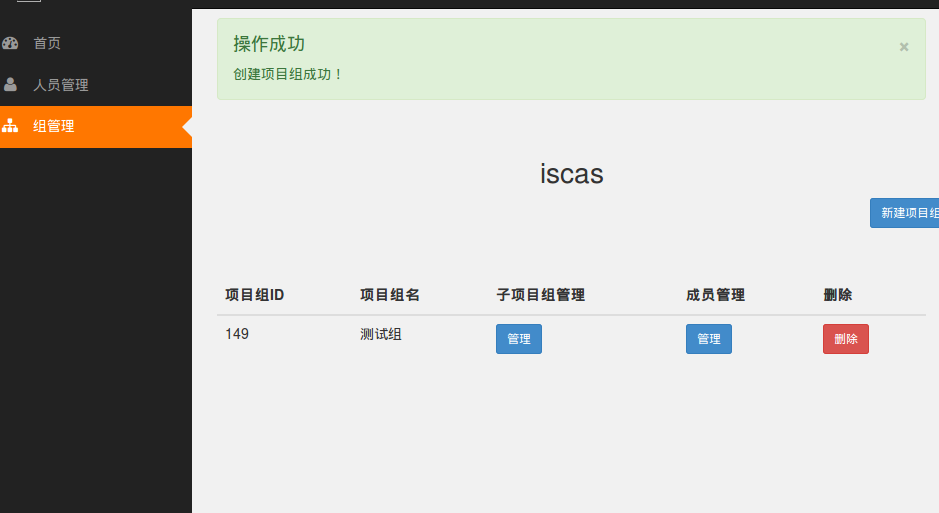 首页
人员管理
组管理
操作成功
×
创建项目组成功！
iscas
新建项目组
项目组ID 项目组名 子项目组管理 成员管理 删除
149 测试组 管理 管理 删除